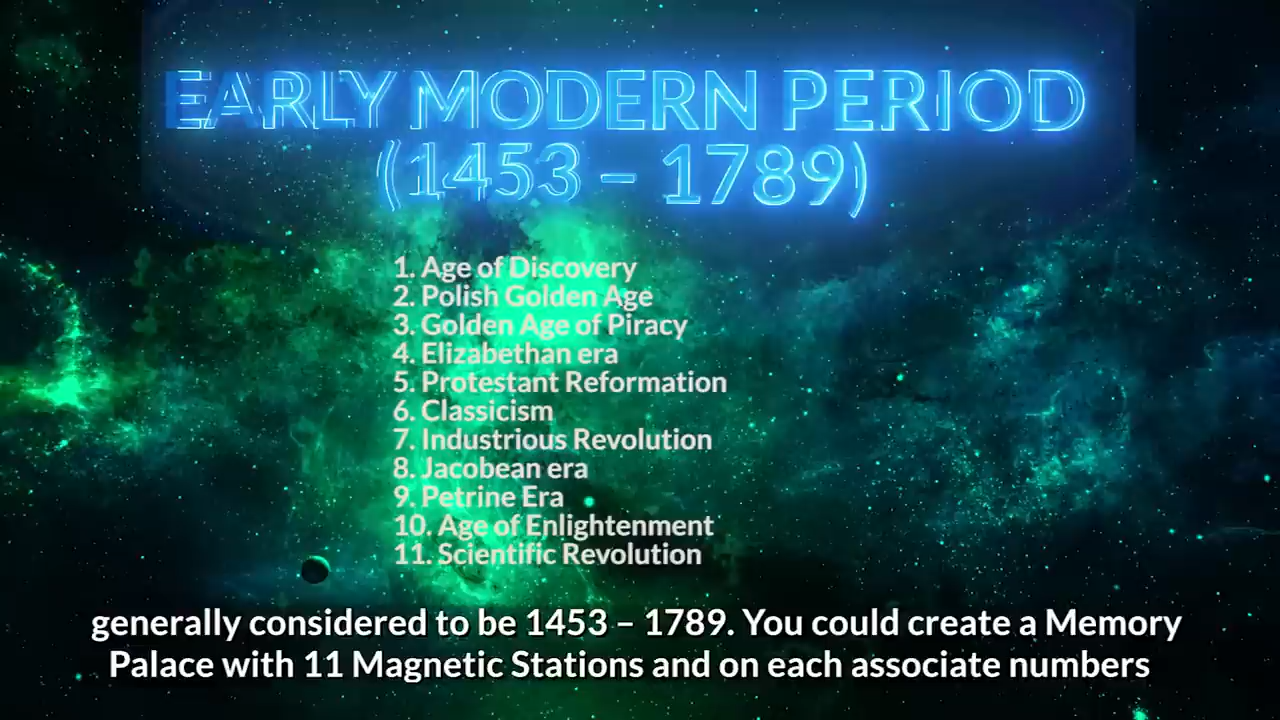 EARLY MODERN PERIOD
(1453 – 1789)
1. Age of Discovery
2. Polish Golden Age
3. Golden Age of Piracy
4. Elizabethan era
5. Protestant Reformation
6. Classicism
7. Industrious Revolution
8. Jacobean era
9. Petrine Era
10. Age of Enlightenment
11. Scientific Revolution
generally considered to be 1453 – 1789. You could create a Memory
Palace with 11 Magnetic Stations and on each associate numbers